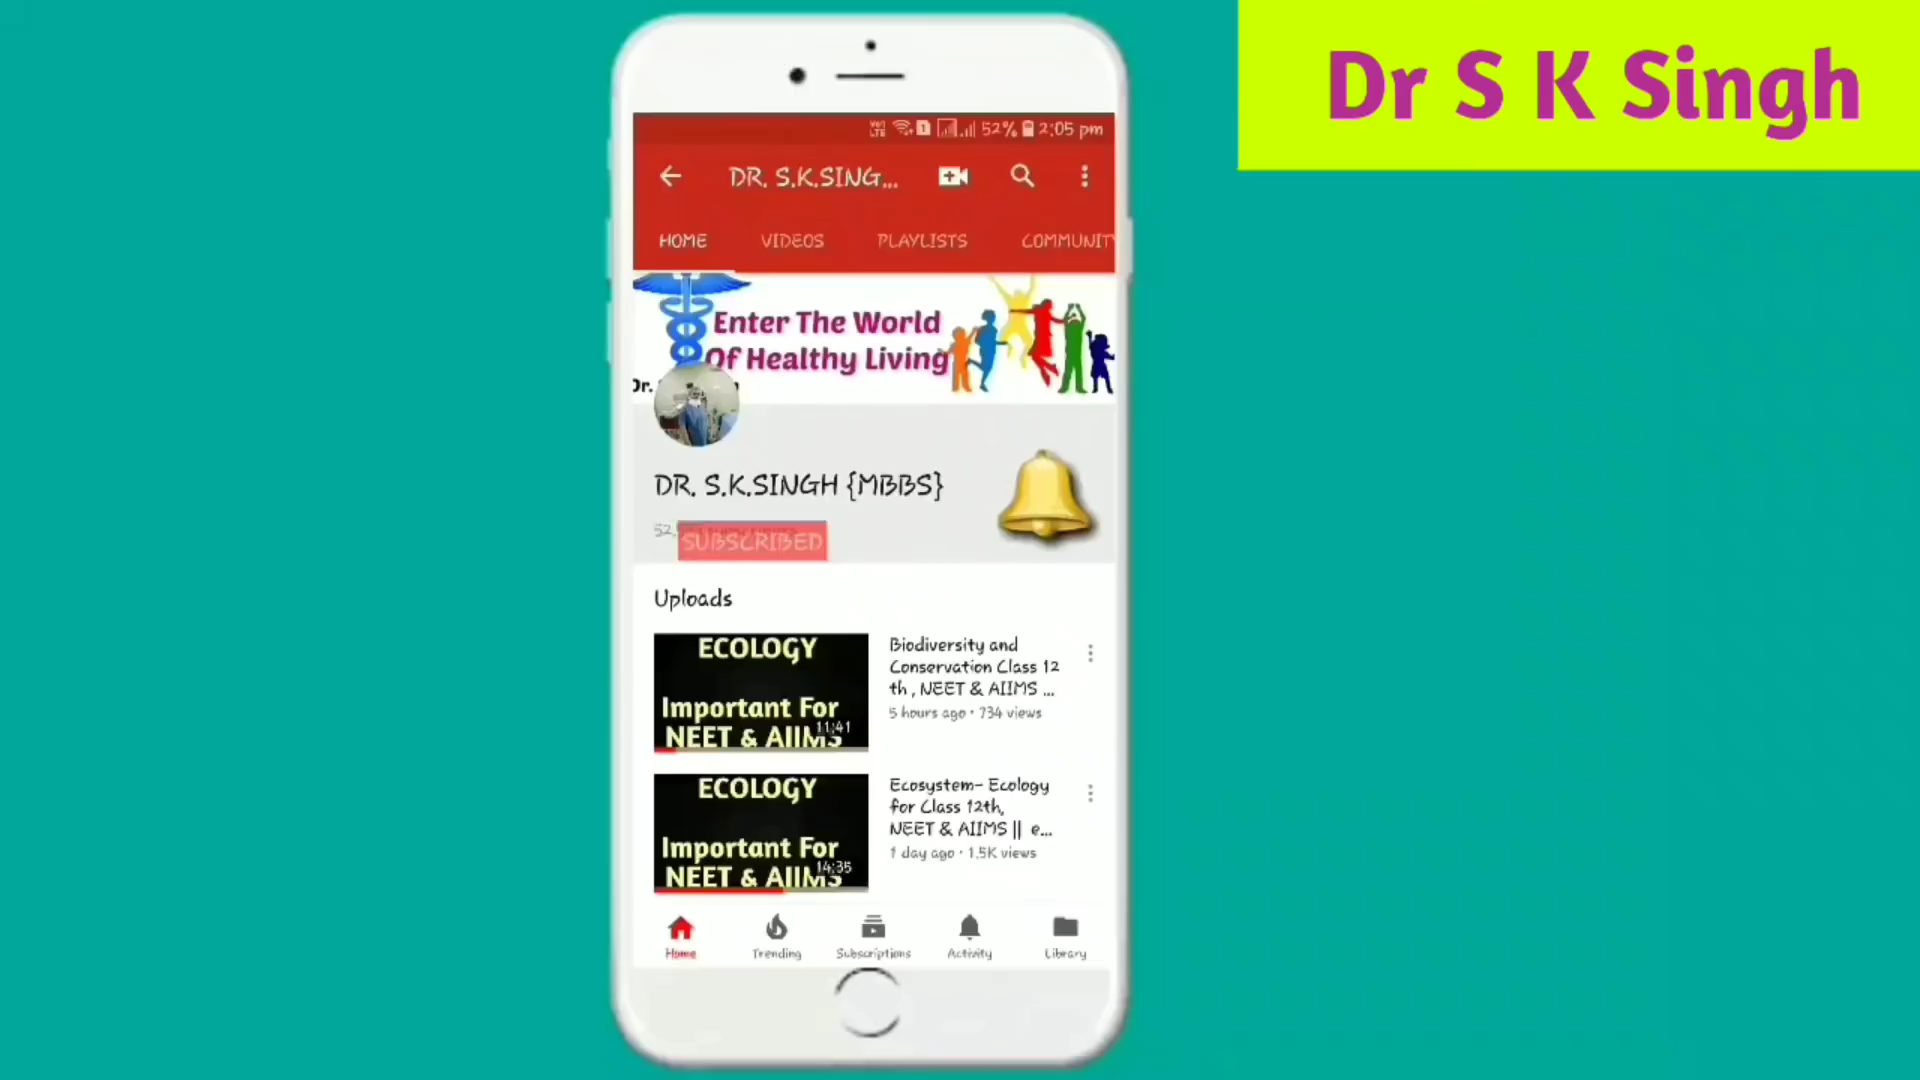 Dr S K Singh
52% 2:05 pm
DR. S.K.SING...
HOME VIDEOS PLAYLISTS COMMUNIT
Enter The World
Of Healthy Living
Dr.
DR. S.K.SINGH {MBBS}
52,
SUBSCRIBED
Uploads
ECOLOGY
Important For
NEET & AIIMS
11:41
Biodiversity and
Conservation Class 12
th , NEET & AIIMS ...
5 hours ago • 734 views
ECOLOGY
Important For
NEET & AIIMS
14:35
Ecosystem- Ecology
for Class 12th,
NEET & AIIMS || e...
1 day ago • 1.5K views
Home Trending Subscriptions Activity Library